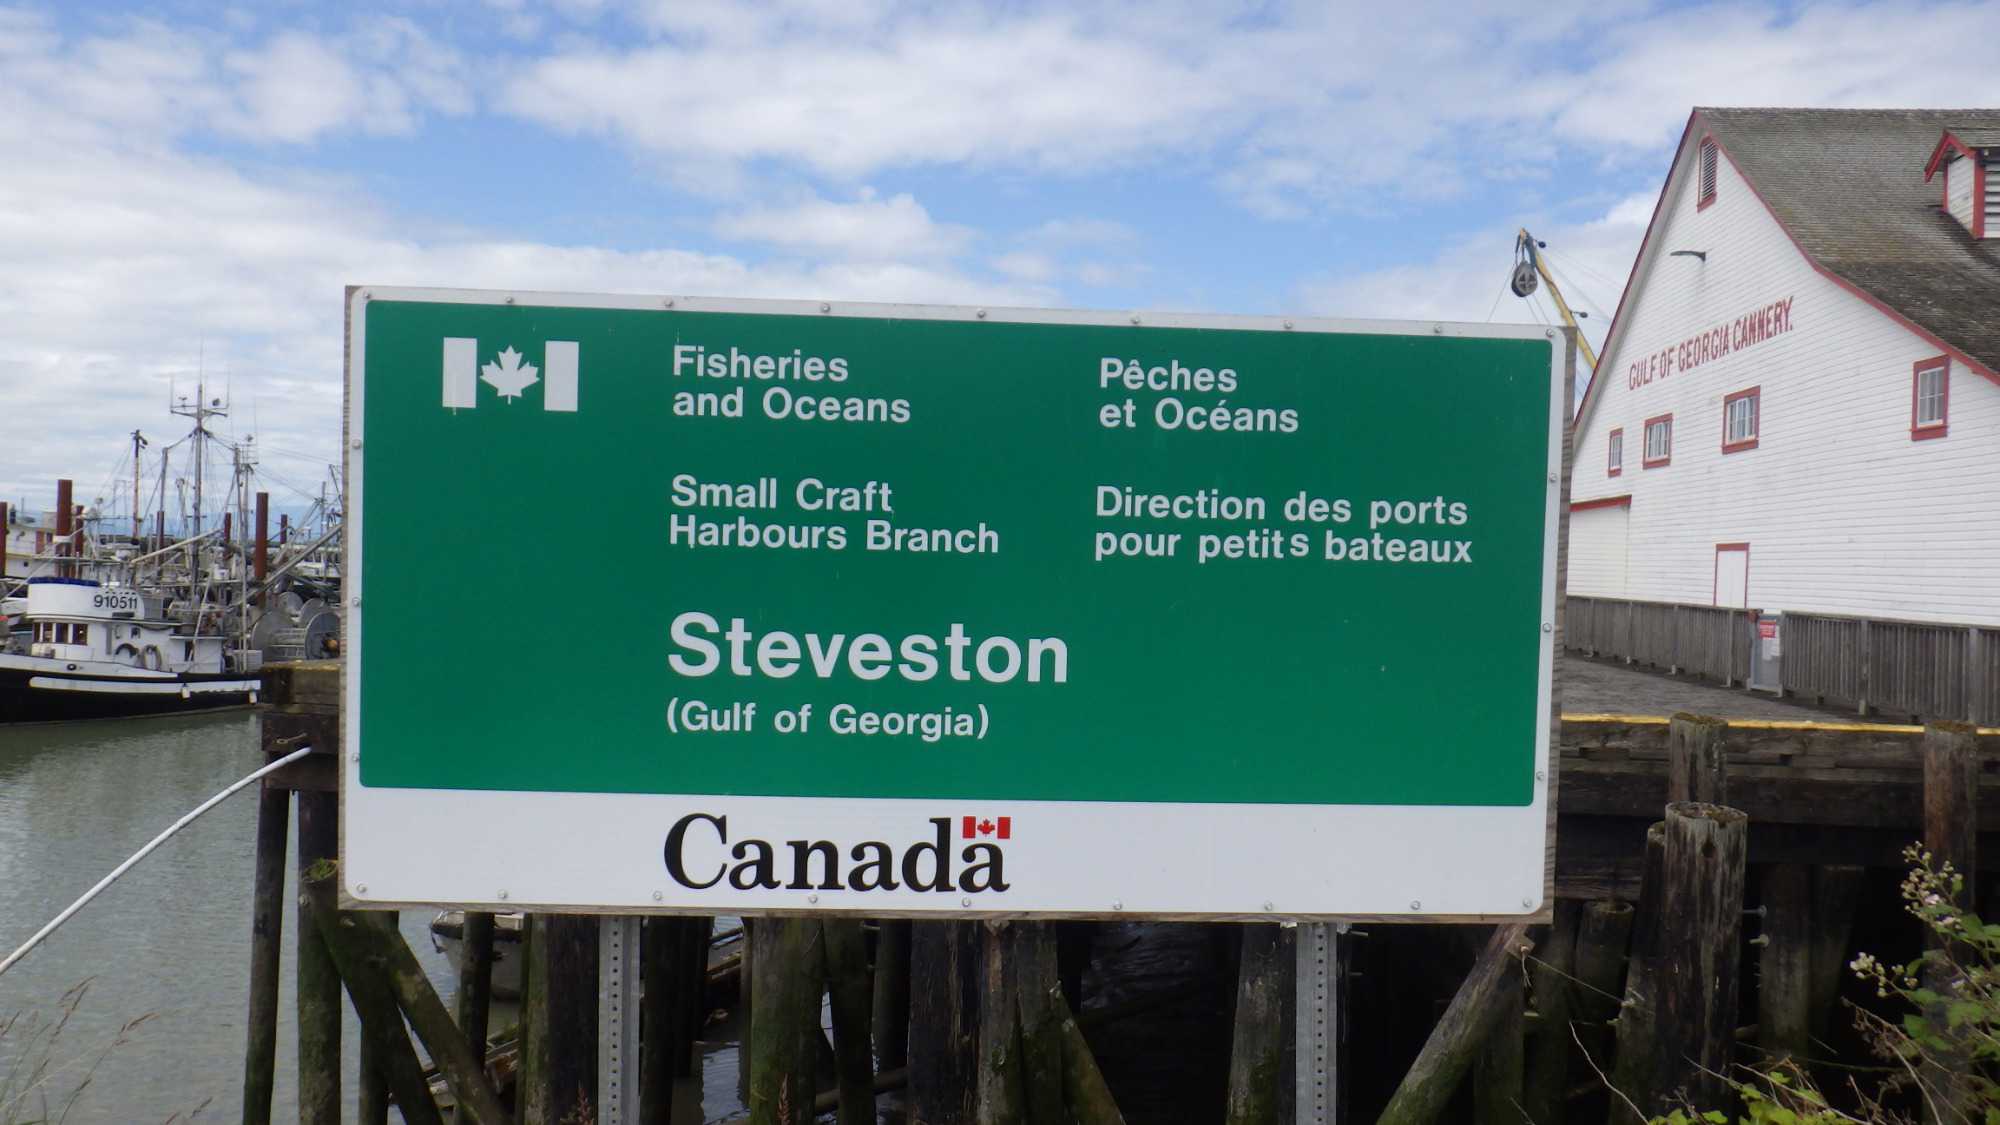 Fisheries
and Oceans
Pêches
et Océans
Small Craft
Harbours Branch
Direction des ports
pour petits bateaux
Steveston
(Gulf of Georgia)
Canada
GULF OF GEORGIA CANNERY.
910511